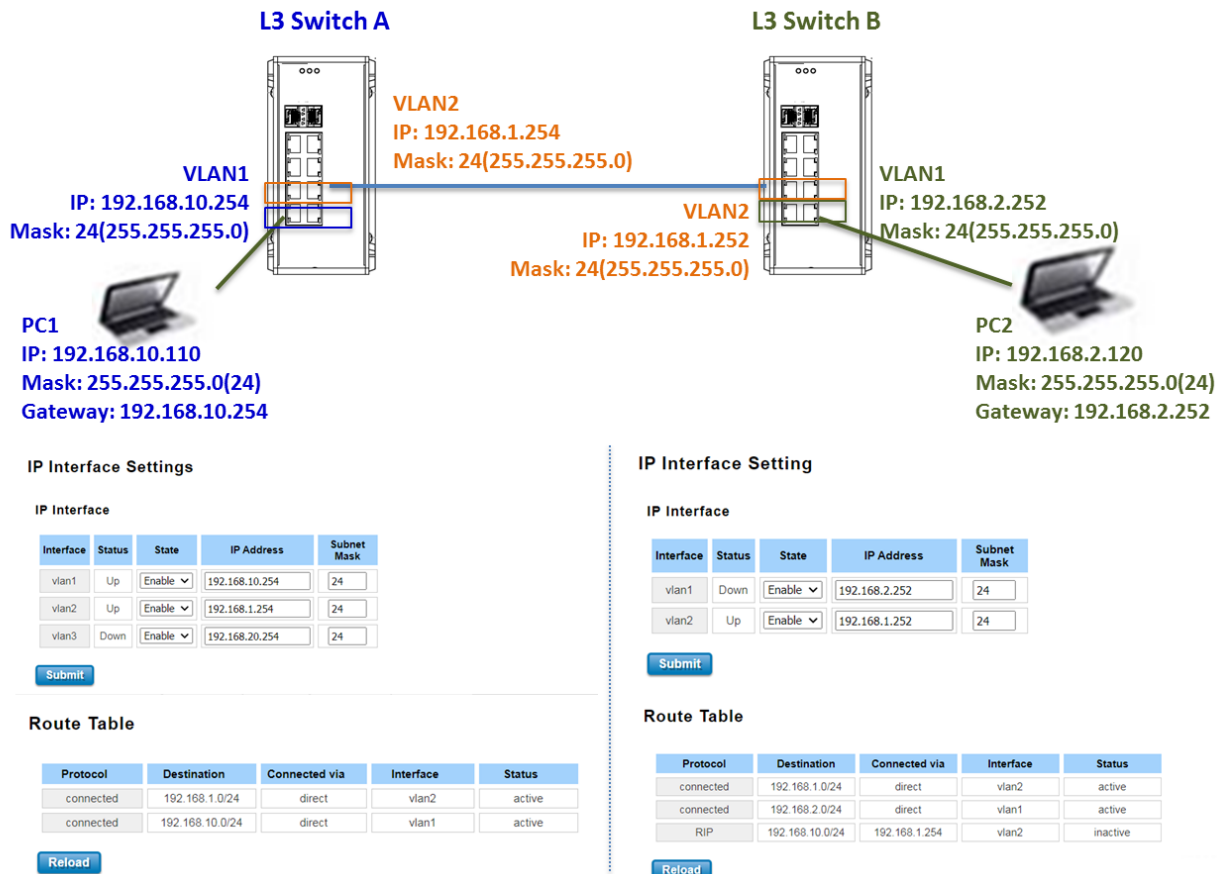 L3 Switch A
L3 Switch B
VLAN2
IP: 192.168.1.254
Mask: 24(255.255.255.0)
VLAN1
IP: 192.168.10.254
Mask: 24(255.255.255.0)
VLAN2
IP: 192.168.1.252
Mask: 24(255.255.255.0)
VLAN1
IP: 192.168.2.252
Mask: 24(255.255.255.0)
PC1
IP: 192.168.10.110
Mask: 255.255.255.0(24)
Gateway: 192.168.10.254
PC2
IP: 192.168.2.120
Mask: 255.255.255.0(24)
Gateway: 192.168.2.252
IP Interface Settings
IP Interface
Interface Status State IP Address Subnet Mask
vlan1 Up Enable 192.168.10.254 24
vlan2 Up Enable 192.168.1.254 24
vlan3 Down Enable 192.168.20.254 24
Submit
Route Table
Protocol Destination Connected via Interface Status
connected 192.168.1.0/24 direct vlan2 active
connected 192.168.10.0/24 direct vlan1 active
Reload
IP Interface Setting
IP Interface
Interface Status State IP Address Subnet Mask
vlan1 Down Enable 192.168.2.252 24
vlan2 Up Enable 192.168.1.252 24
Submit
Route Table
Protocol Destination Connected via Interface Status
connected 192.168.1.0/24 direct vlan2 active
connected 192.168.2.0/24 direct vlan1 active
RIP 192.168.10.0/24 192.168.1.254 vlan2 inactive
Reload